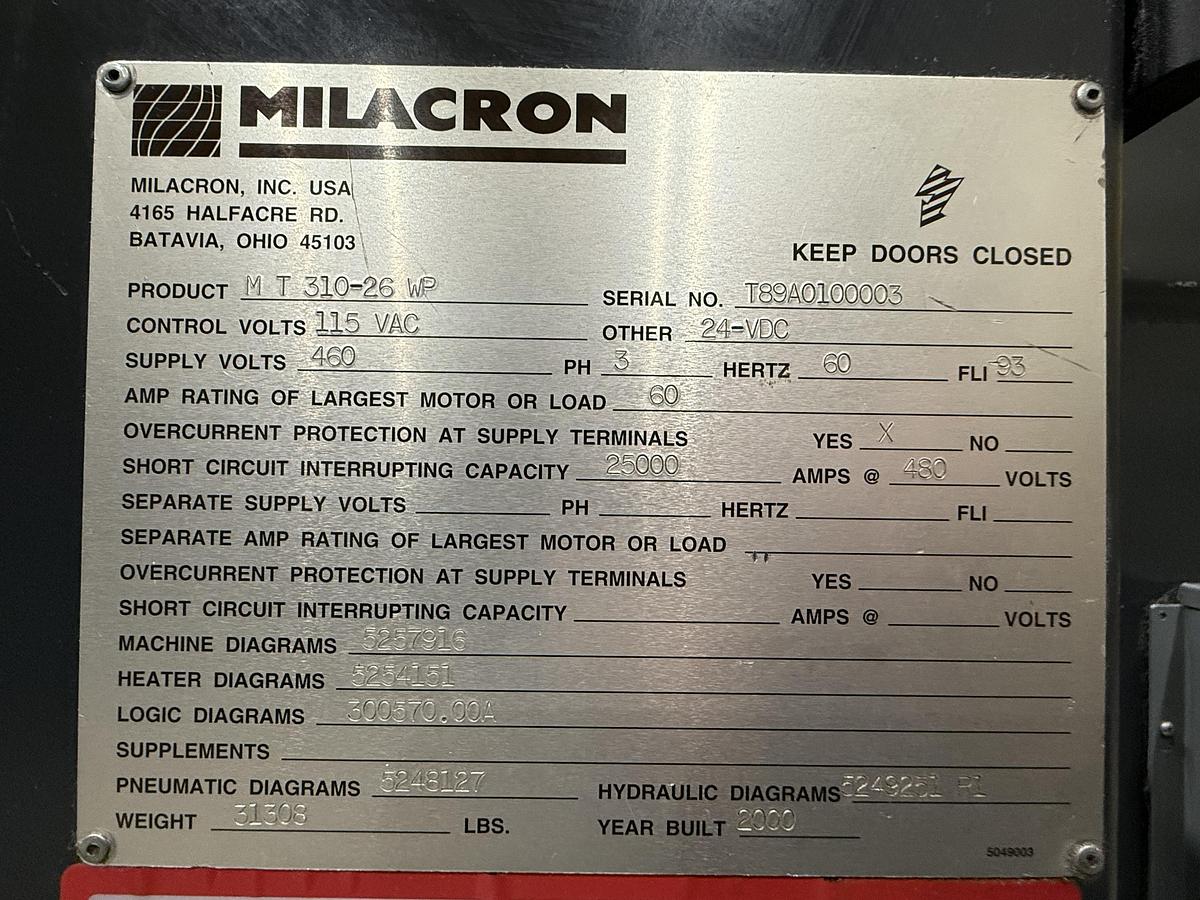 MILACRON
MILACRON, INC. USA
4165 HALFACRE RD.
BATAVIA, OHIO 45103
KEEP DOORS CLOSED
PRODUCT M T 310-26 WP SERIAL NO. T89A0100003
CONTROL VOLTS 115 VAC OTHER 24-VDC
SUPPLY VOLTS 460 PH 3 HERTZ 60 FLI 93
AMP RATING OF LARGEST MOTOR OR LOAD 60
OVERCURRENT PROTECTION AT SUPPLY TERMINALS YES X NO
SHORT CIRCUIT INTERRUPTING CAPACITY 25000 AMPS @ 480 VOLTS
SEPARATE SUPPLY VOLTS PH HERTZ FLI
SEPARATE AMP RATING OF LARGEST MOTOR OR LOAD
OVERCURRENT PROTECTION AT SUPPLY TERMINALS YES NO
SHORT CIRCUIT INTERRUPTING CAPACITY AMPS @ VOLTS
MACHINE DIAGRAMS 5257916
HEATER DIAGRAMS 5254151
LOGIC DIAGRAMS 300570.00A
SUPPLEMENTS
PNEUMATIC DIAGRAMS 5248127 HYDRAULIC DIAGRAMS 5249251 R1
WEIGHT 31308 LBS. YEAR BUILT 2000
5049003